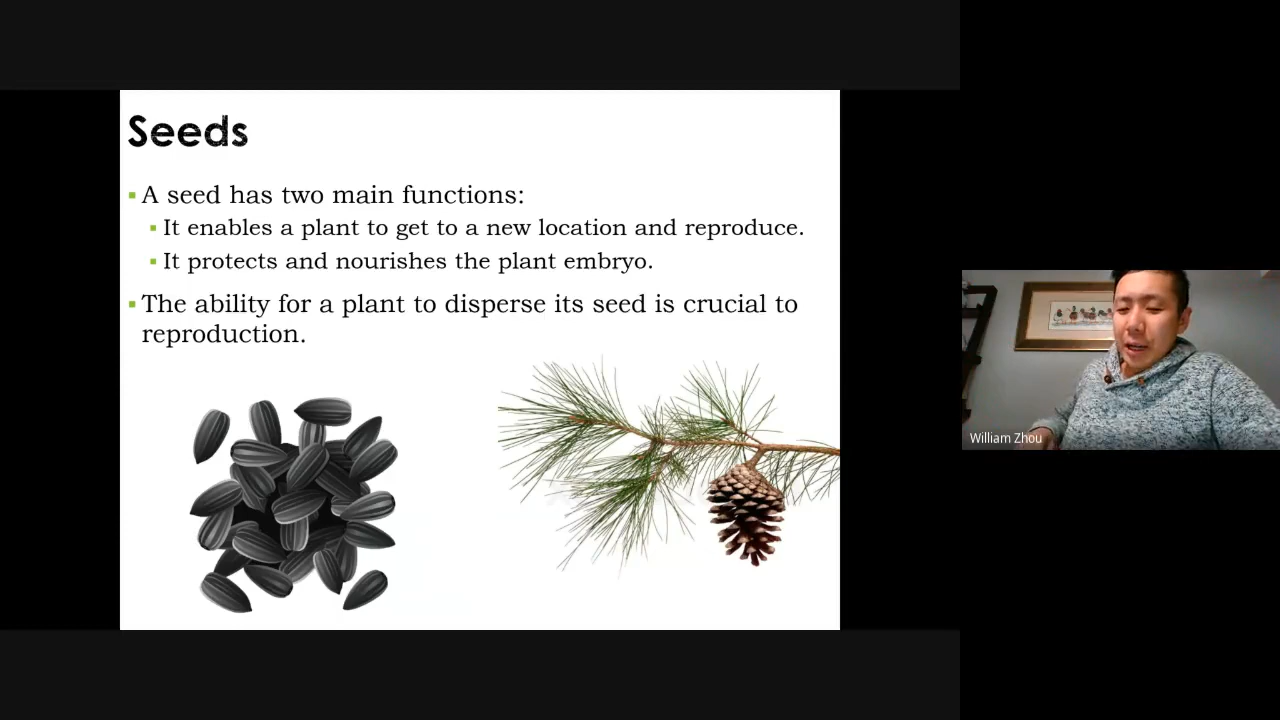 Seeds
A seed has two main functions:
It enables a plant to get to a new location and reproduce.
It protects and nourishes the plant embryo.
The ability for a plant to disperse its seed is crucial to
reproduction.
William Zhou